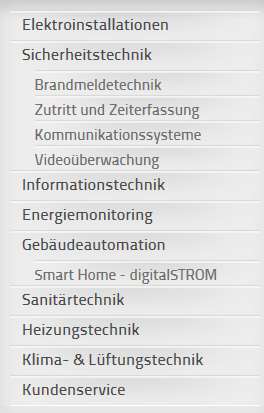 Elektroinstallationen
Sicherheitstechnik
Brandmeldetechnik
Zutritt und Zeiterfassung
Kommunikationssysteme
Videoüberwachung
Informationstechnik
Energiemonitoring
Gebäudeautomation
Smart Home - digitalSTROM
Sanitärtechnik
Heizungstechnik
Klima- & Lüftungstechnik
Kundenservice